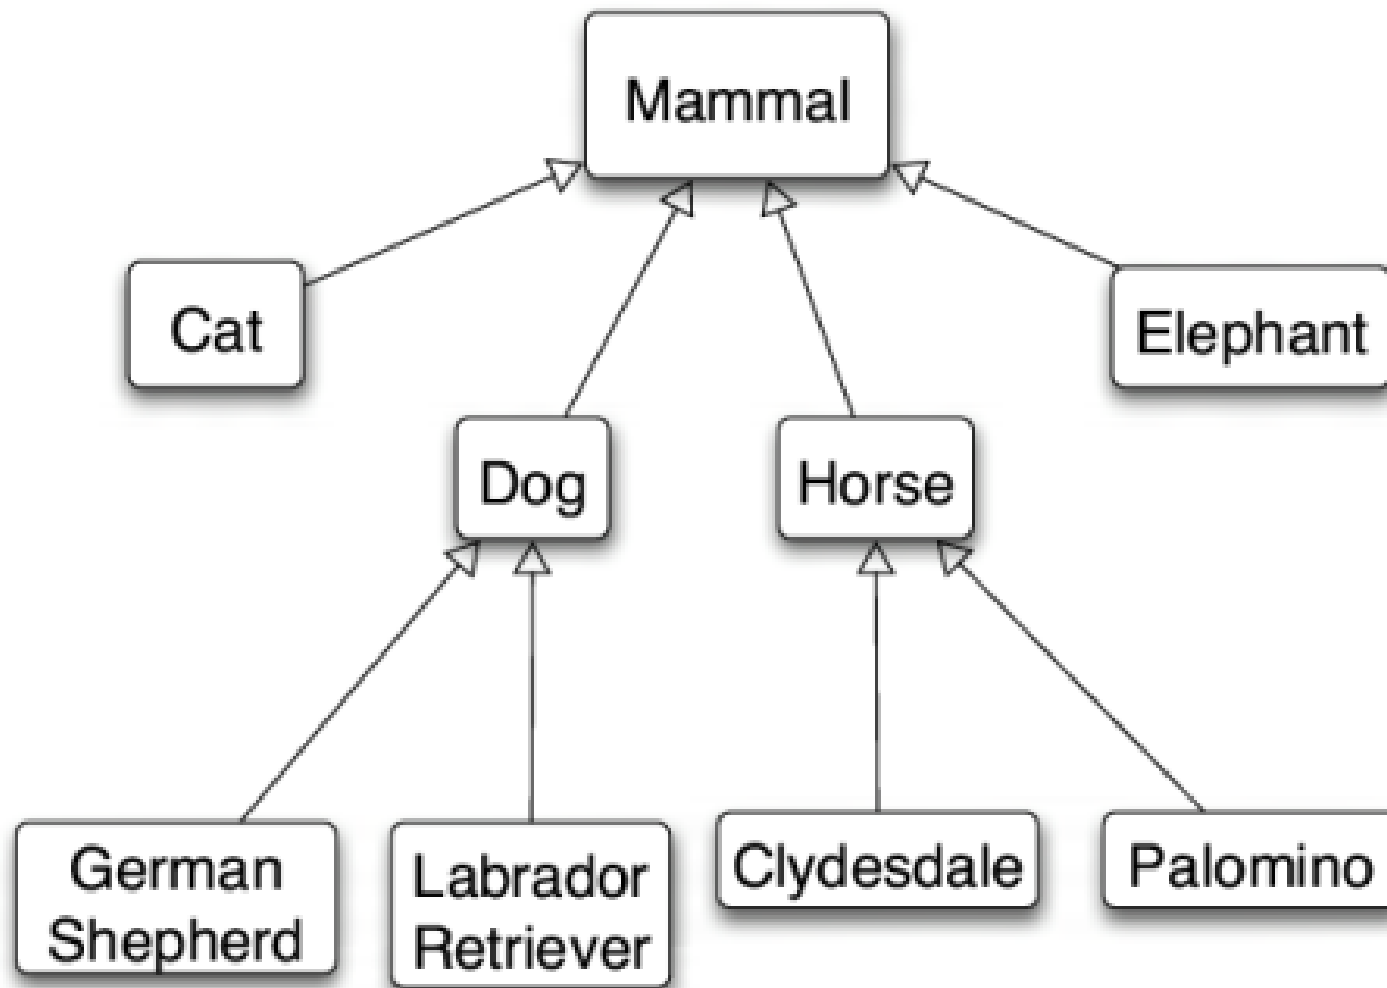 Mammal
Cat
Elephant
Dog
Horse
German
Shepherd
Labrador
Retriever
Clydesdale
Palomino